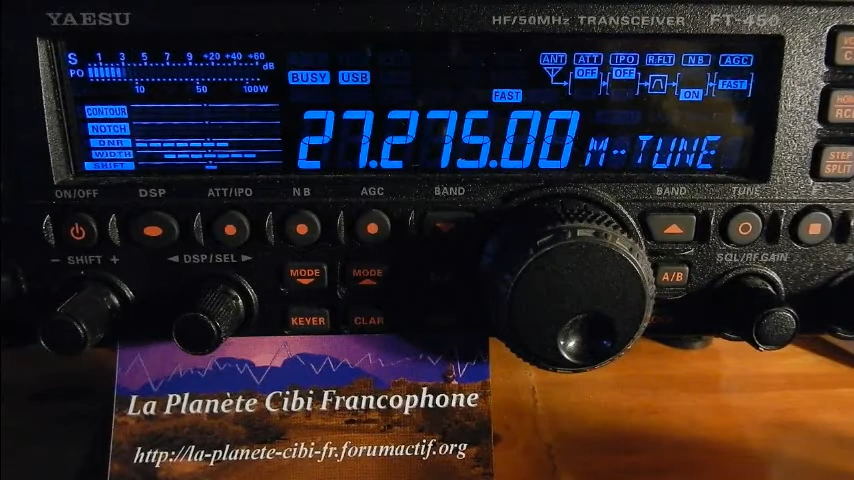 YAESU
HF/50MHz TRANSCEIVER FT-450
S 1 3 5 7 9 +20 +40 +60 dB
PO
10 50 100W
BUSY USB
ANT ATT IPO R.FLT NB AGC
OFF OFF ON FAST
FAST
CONTOUR
NOTCH
DNR
WIDTH
SHIFT
27.275.00 M-TUNE
ON/OFF DSP ATT/IPO NB AGC BAND BAND TUNE
- SHIFT + DSP/SEL
MODE MODE
KEYER CLAR
A/B
SQL/RF GAIN
STEP
SPLIT
La Planète Cibi Francophone
http://la-planete-cibi-fr.forumactif.org